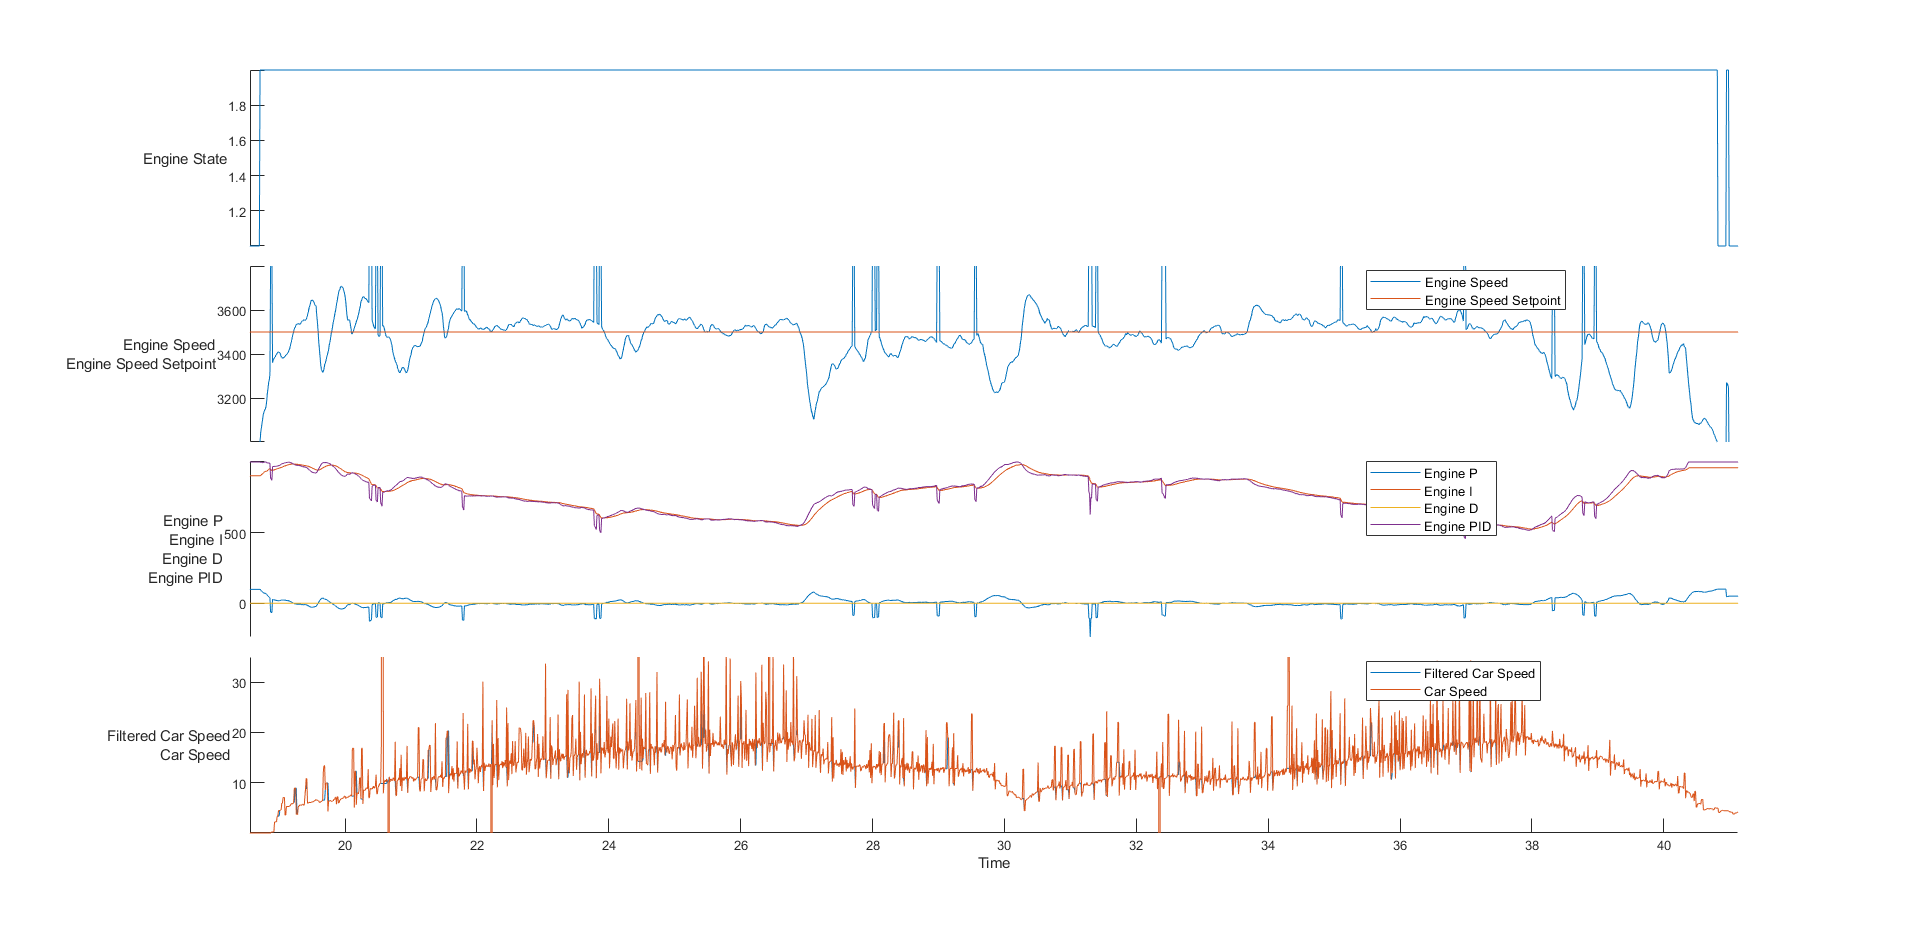 1.8
1.6
Engine State
1.4
1.2
Engine Speed
Engine Speed Setpoint
3600
Engine Speed
Engine Speed Setpoint
3400
3200
Engine P
Engine I
Engine D
Engine PID
Engine P
Engine I
Engine D
Engine PID
500
0
Filtered Car Speed
Car Speed
30
Filtered Car Speed
Car Speed
20
10
20 22 24 26 28 30 32 34 36 38 40
Time